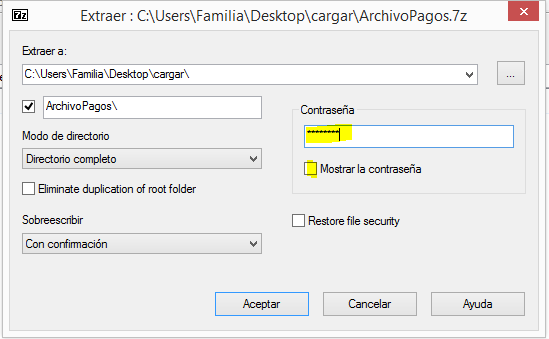 7z Extraer : C:\Users\Familia\Desktop\cargar\ArchivoPagos.7z
Extraer a:
C:\Users\Familia\Desktop\cargar\
...
ArchivoPagos\
Contraseña
********
Modo de directorio
Directorio completo
Mostrar la contraseña
Eliminate duplication of root folder
Sobreescribir
Restore file security
Con confirmación
Aceptar
Cancelar
Ayuda